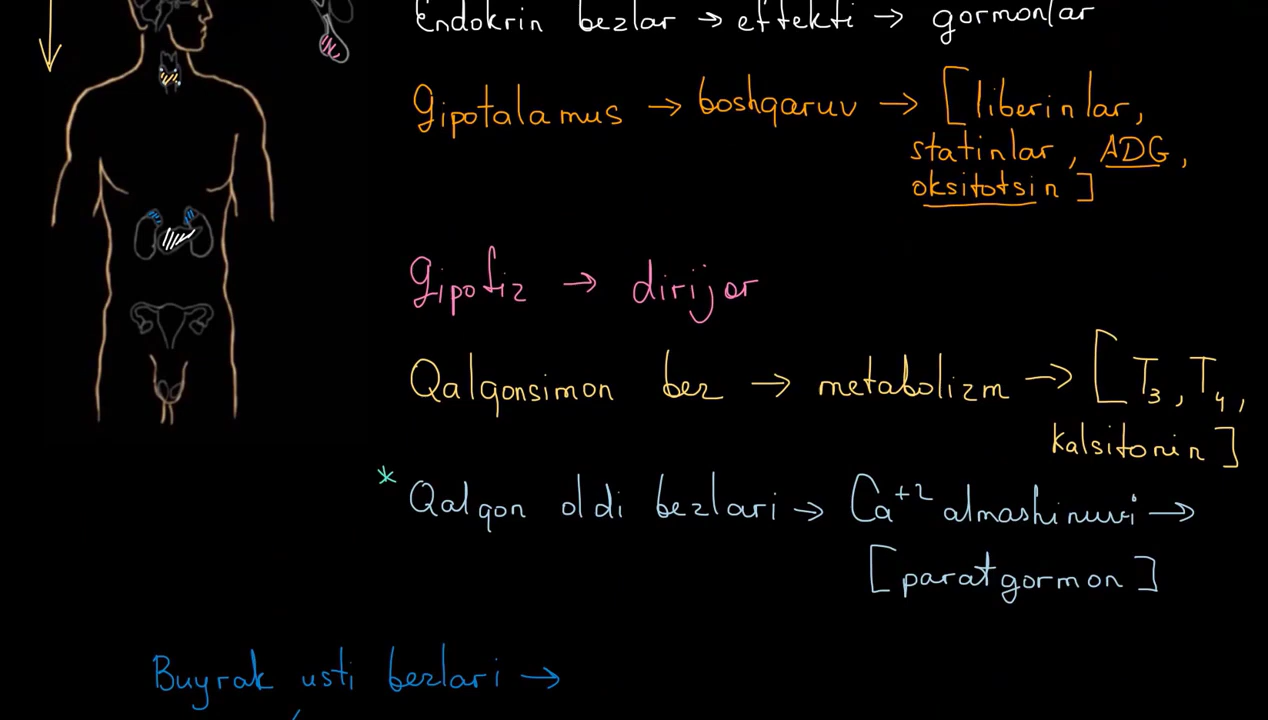 Endokrin bezlar → effekti → gormonlar
Gipotalamus → boshqaruv → [liberinlar,
statinlar, ADG,
oksitotsin]
Gipofiz → dirijor
Qalqonsimon bez → metabolizm → [T₃, T₄,
kalsitonin]
* Qalqon oldi bezlari → Ca⁺² almashinuvi →
[paratgormon]
Buyrak usti bezlari →